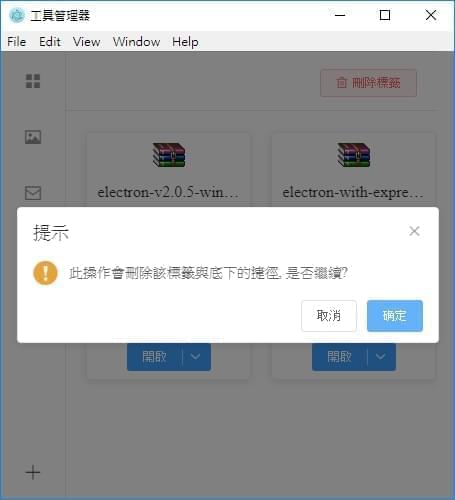 工具管理器
File Edit View Window Help
刪除標籤
electron-v2.0.5-win… electron-with-expre…
提示
此操作會刪除該標籤與底下的捷徑, 是否继續?
取消 确定
開啟 開啟